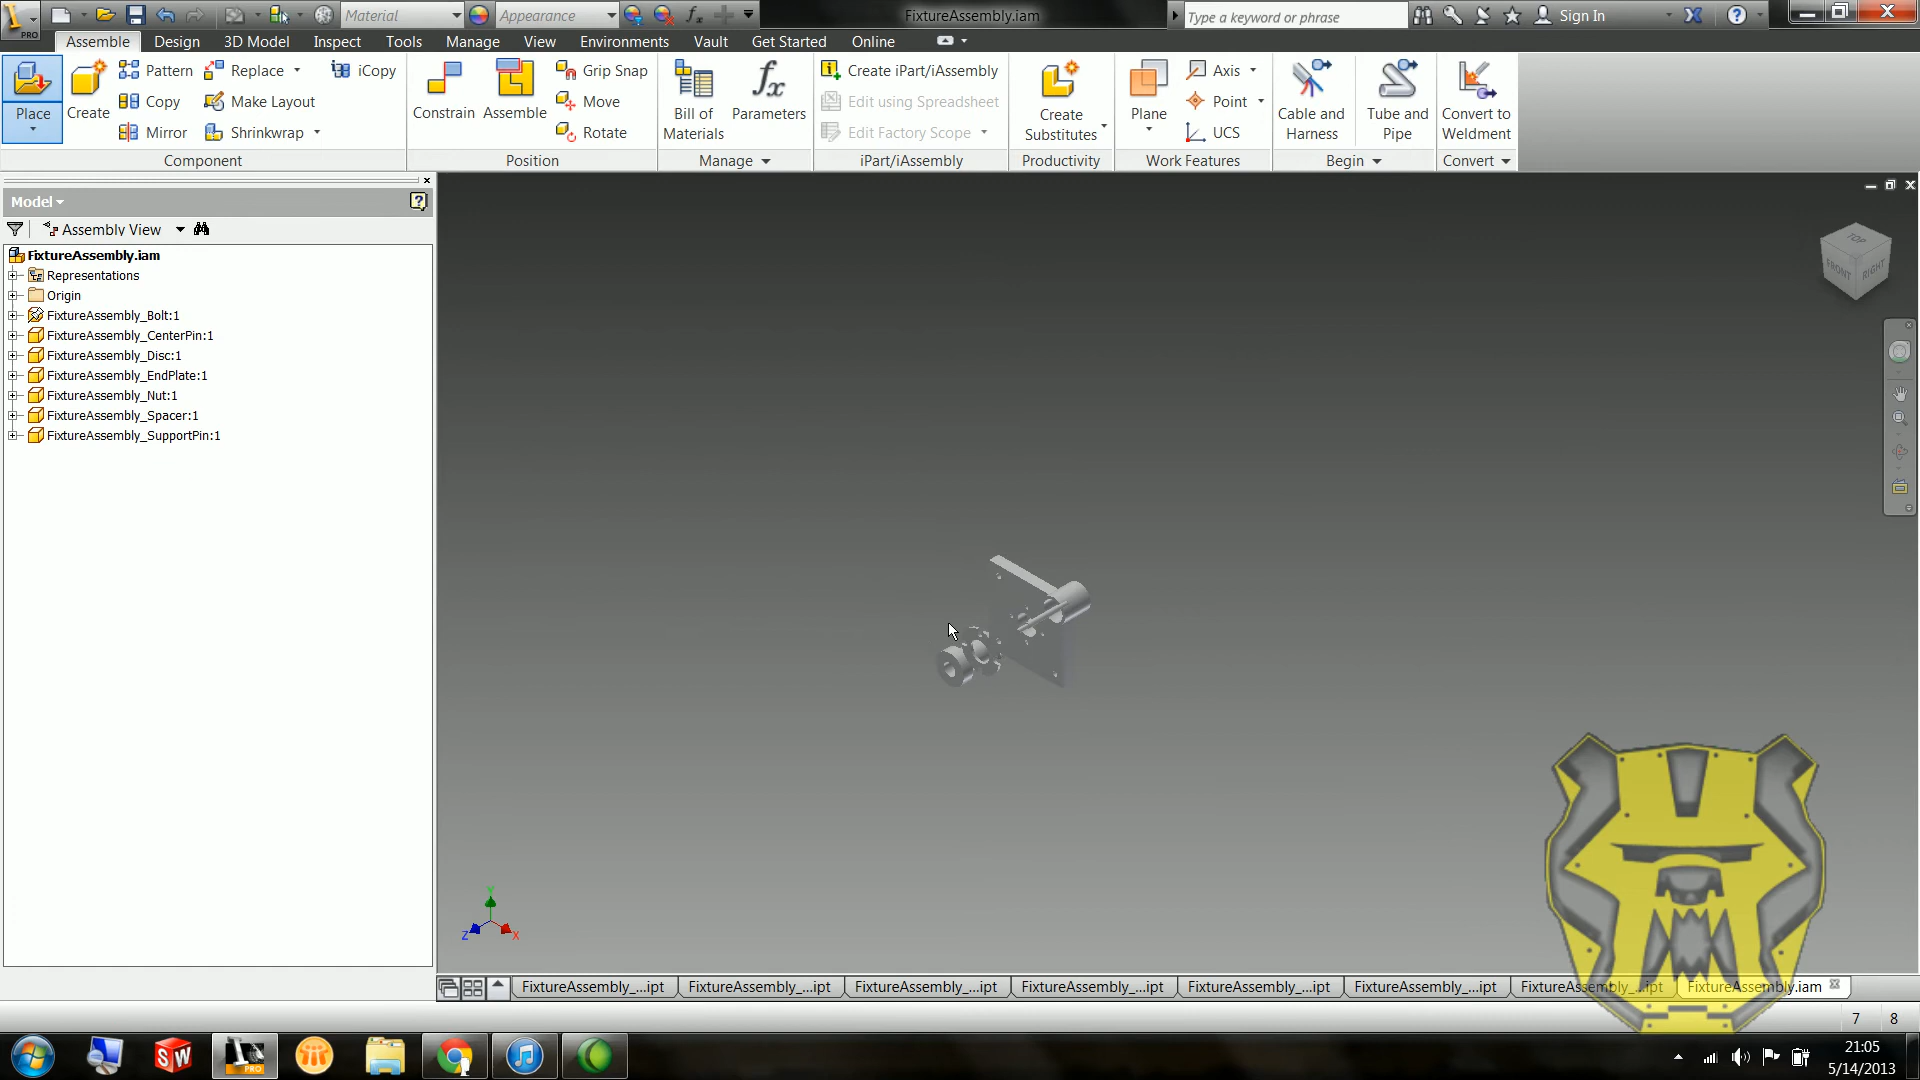 PRO
Material
Appearance
FixtureAssembly.iam
Type a keyword or phrase
Sign In
Assemble Design 3D Model Inspect Tools Manage View Environments Vault Get Started Online
Place
Create
Pattern
Copy
Mirror
Replace
Make Layout
Shrinkwrap
iCopy
Component
Constrain
Assemble
Grip Snap
Move
Rotate
Position
Bill of
Materials
Parameters
Manage
Create iPart/iAssembly
Edit using Spreadsheet
Edit Factory Scope
iPart/iAssembly
Create
Substitutes
Productivity
Plane
Axis
Point
UCS
Work Features
Cable and
Harness
Tube and
Pipe
Begin
Convert to
Weldment
Convert
Model
Assembly View
FixtureAssembly.iam
Representations
Origin
FixtureAssembly_Bolt:1
FixtureAssembly_CenterPin:1
FixtureAssembly_Disc:1
FixtureAssembly_EndPlate:1
FixtureAssembly_Nut:1
FixtureAssembly_Spacer:1
FixtureAssembly_SupportPin:1
TOP
FRONT RIGHT
Y
Z X
FixtureAssembly_...ipt FixtureAssembly_...ipt FixtureAssembly_...ipt FixtureAssembly_...ipt FixtureAssembly_...ipt FixtureAssembly_...ipt FixtureAssembly_...ipt FixtureAssembly.iam
7 8
SW
PRO
21:05
5/14/2013